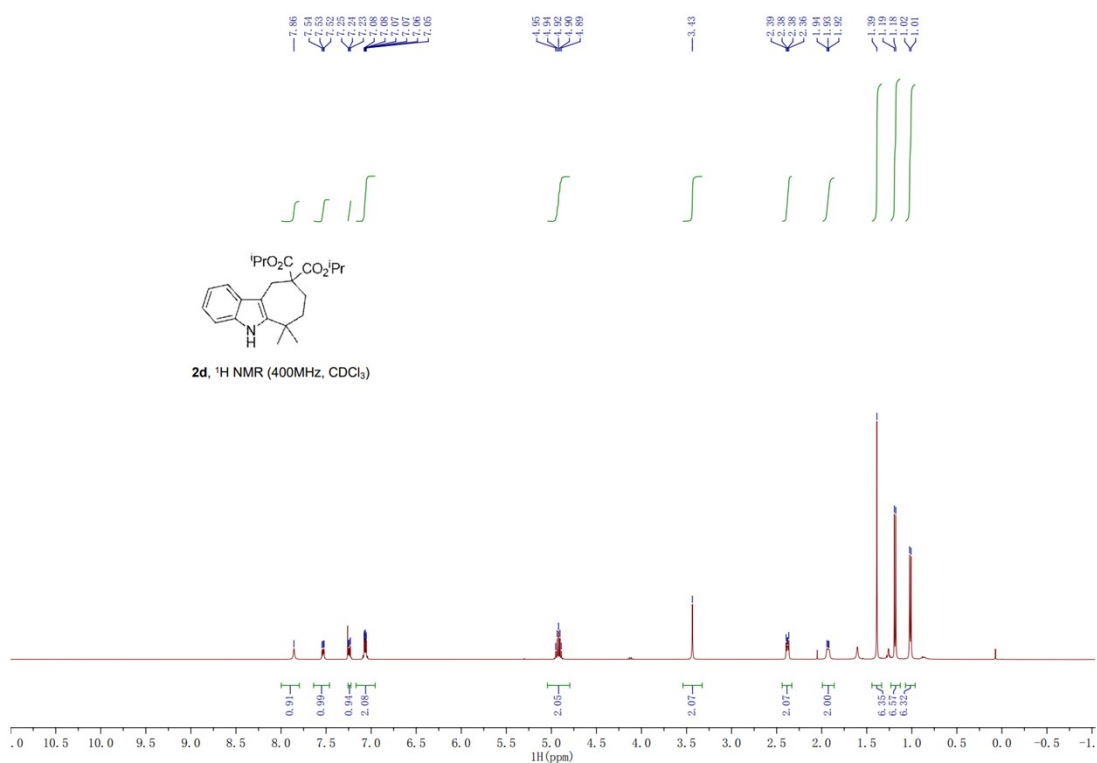 7.86 7.54 7.53 7.52 7.25 7.24 7.23 7.08 7.08 7.07 7.07 7.06 7.05 4.95 4.94 4.92 4.90 4.89 3.43 2.39 2.38 2.38 2.36 1.94 1.93 1.92 1.39 1.19 1.18 1.02 1.01
iPrO2C CO2iPr
N
H
2d, 1H NMR (400MHz, CDCl3)
0.91 0.99 0.94 2.08 2.05 2.07 2.07 2.00 6.35 6.57 6.32
.0 10.5 10.0 9.5 9.0 8.5 8.0 7.5 7.0 6.5 6.0 5.5 5.0 4.5 4.0 3.5 3.0 2.5 2.0 1.5 1.0 0.5 0.0 -0.5 -1.
1H(ppm)